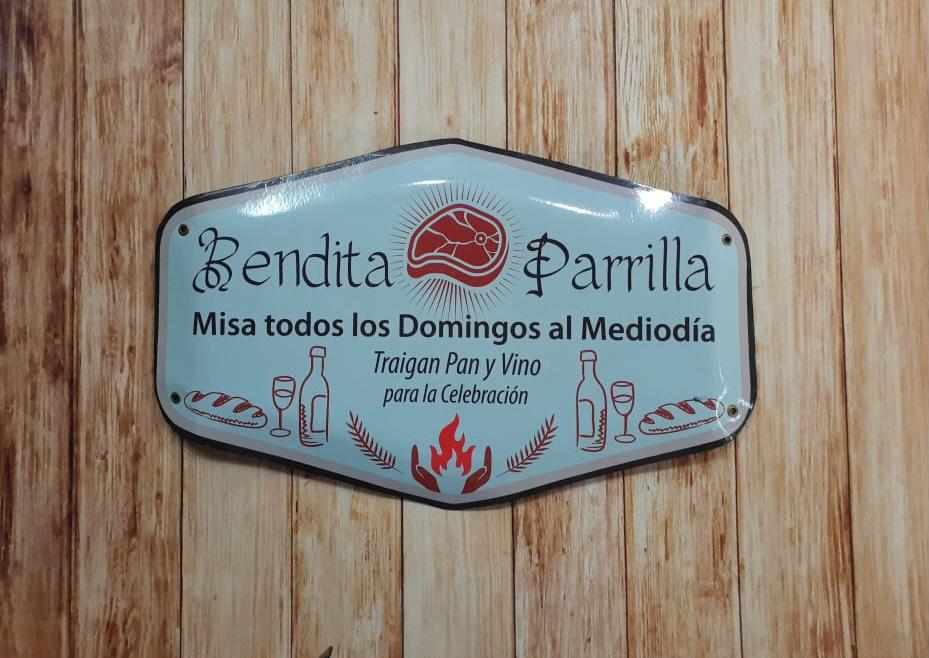 Bendita Parrilla
Misa todos los Domingos al Mediodía
Traigan Pan y Vino
para la Celebración